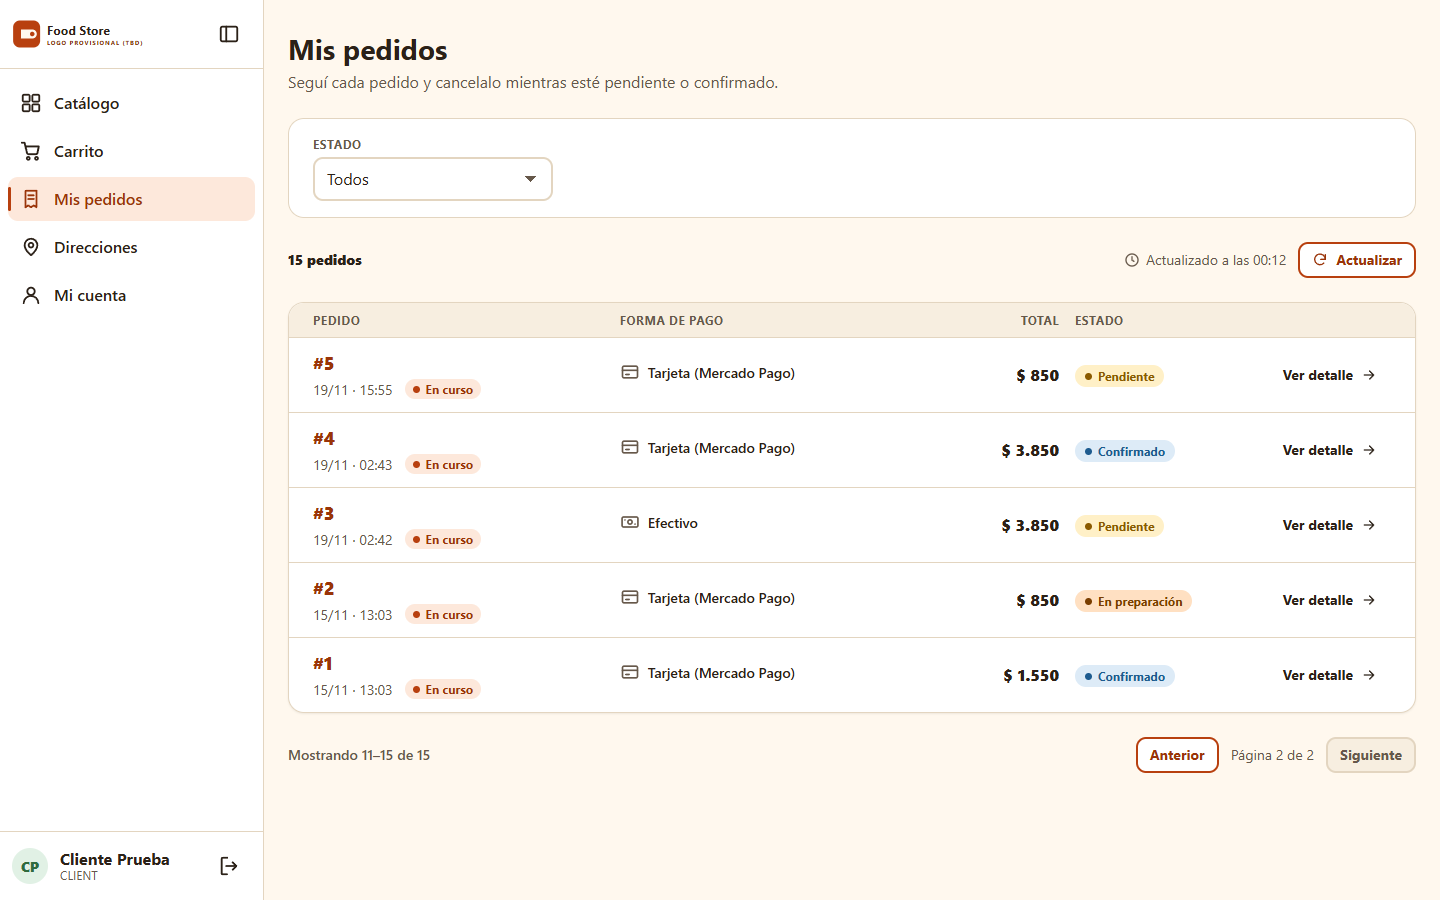 Food Store
LOGO PROVISIONAL (TBD)
Catálogo
Carrito
Mis pedidos
Direcciones
Mi cuenta
CP
Cliente Prueba
CLIENT
Mis pedidos
Seguí cada pedido y cancelalo mientras esté pendiente o confirmado.
ESTADO
Todos
15 pedidos
Actualizado a las 00:12
Actualizar
PEDIDO FORMA DE PAGO TOTAL ESTADO
#5
19/11 · 15:55 En curso
Tarjeta (Mercado Pago)
$ 850
Pendiente
Ver detalle →
#4
19/11 · 02:43 En curso
Tarjeta (Mercado Pago)
$ 3.850
Confirmado
Ver detalle →
#3
19/11 · 02:42 En curso
Efectivo
$ 3.850
Pendiente
Ver detalle →
#2
15/11 · 13:03 En curso
Tarjeta (Mercado Pago)
$ 850
En preparación
Ver detalle →
#1
15/11 · 13:03 En curso
Tarjeta (Mercado Pago)
$ 1.550
Confirmado
Ver detalle →
Mostrando 11–15 de 15
Anterior
Página 2 de 2
Siguiente